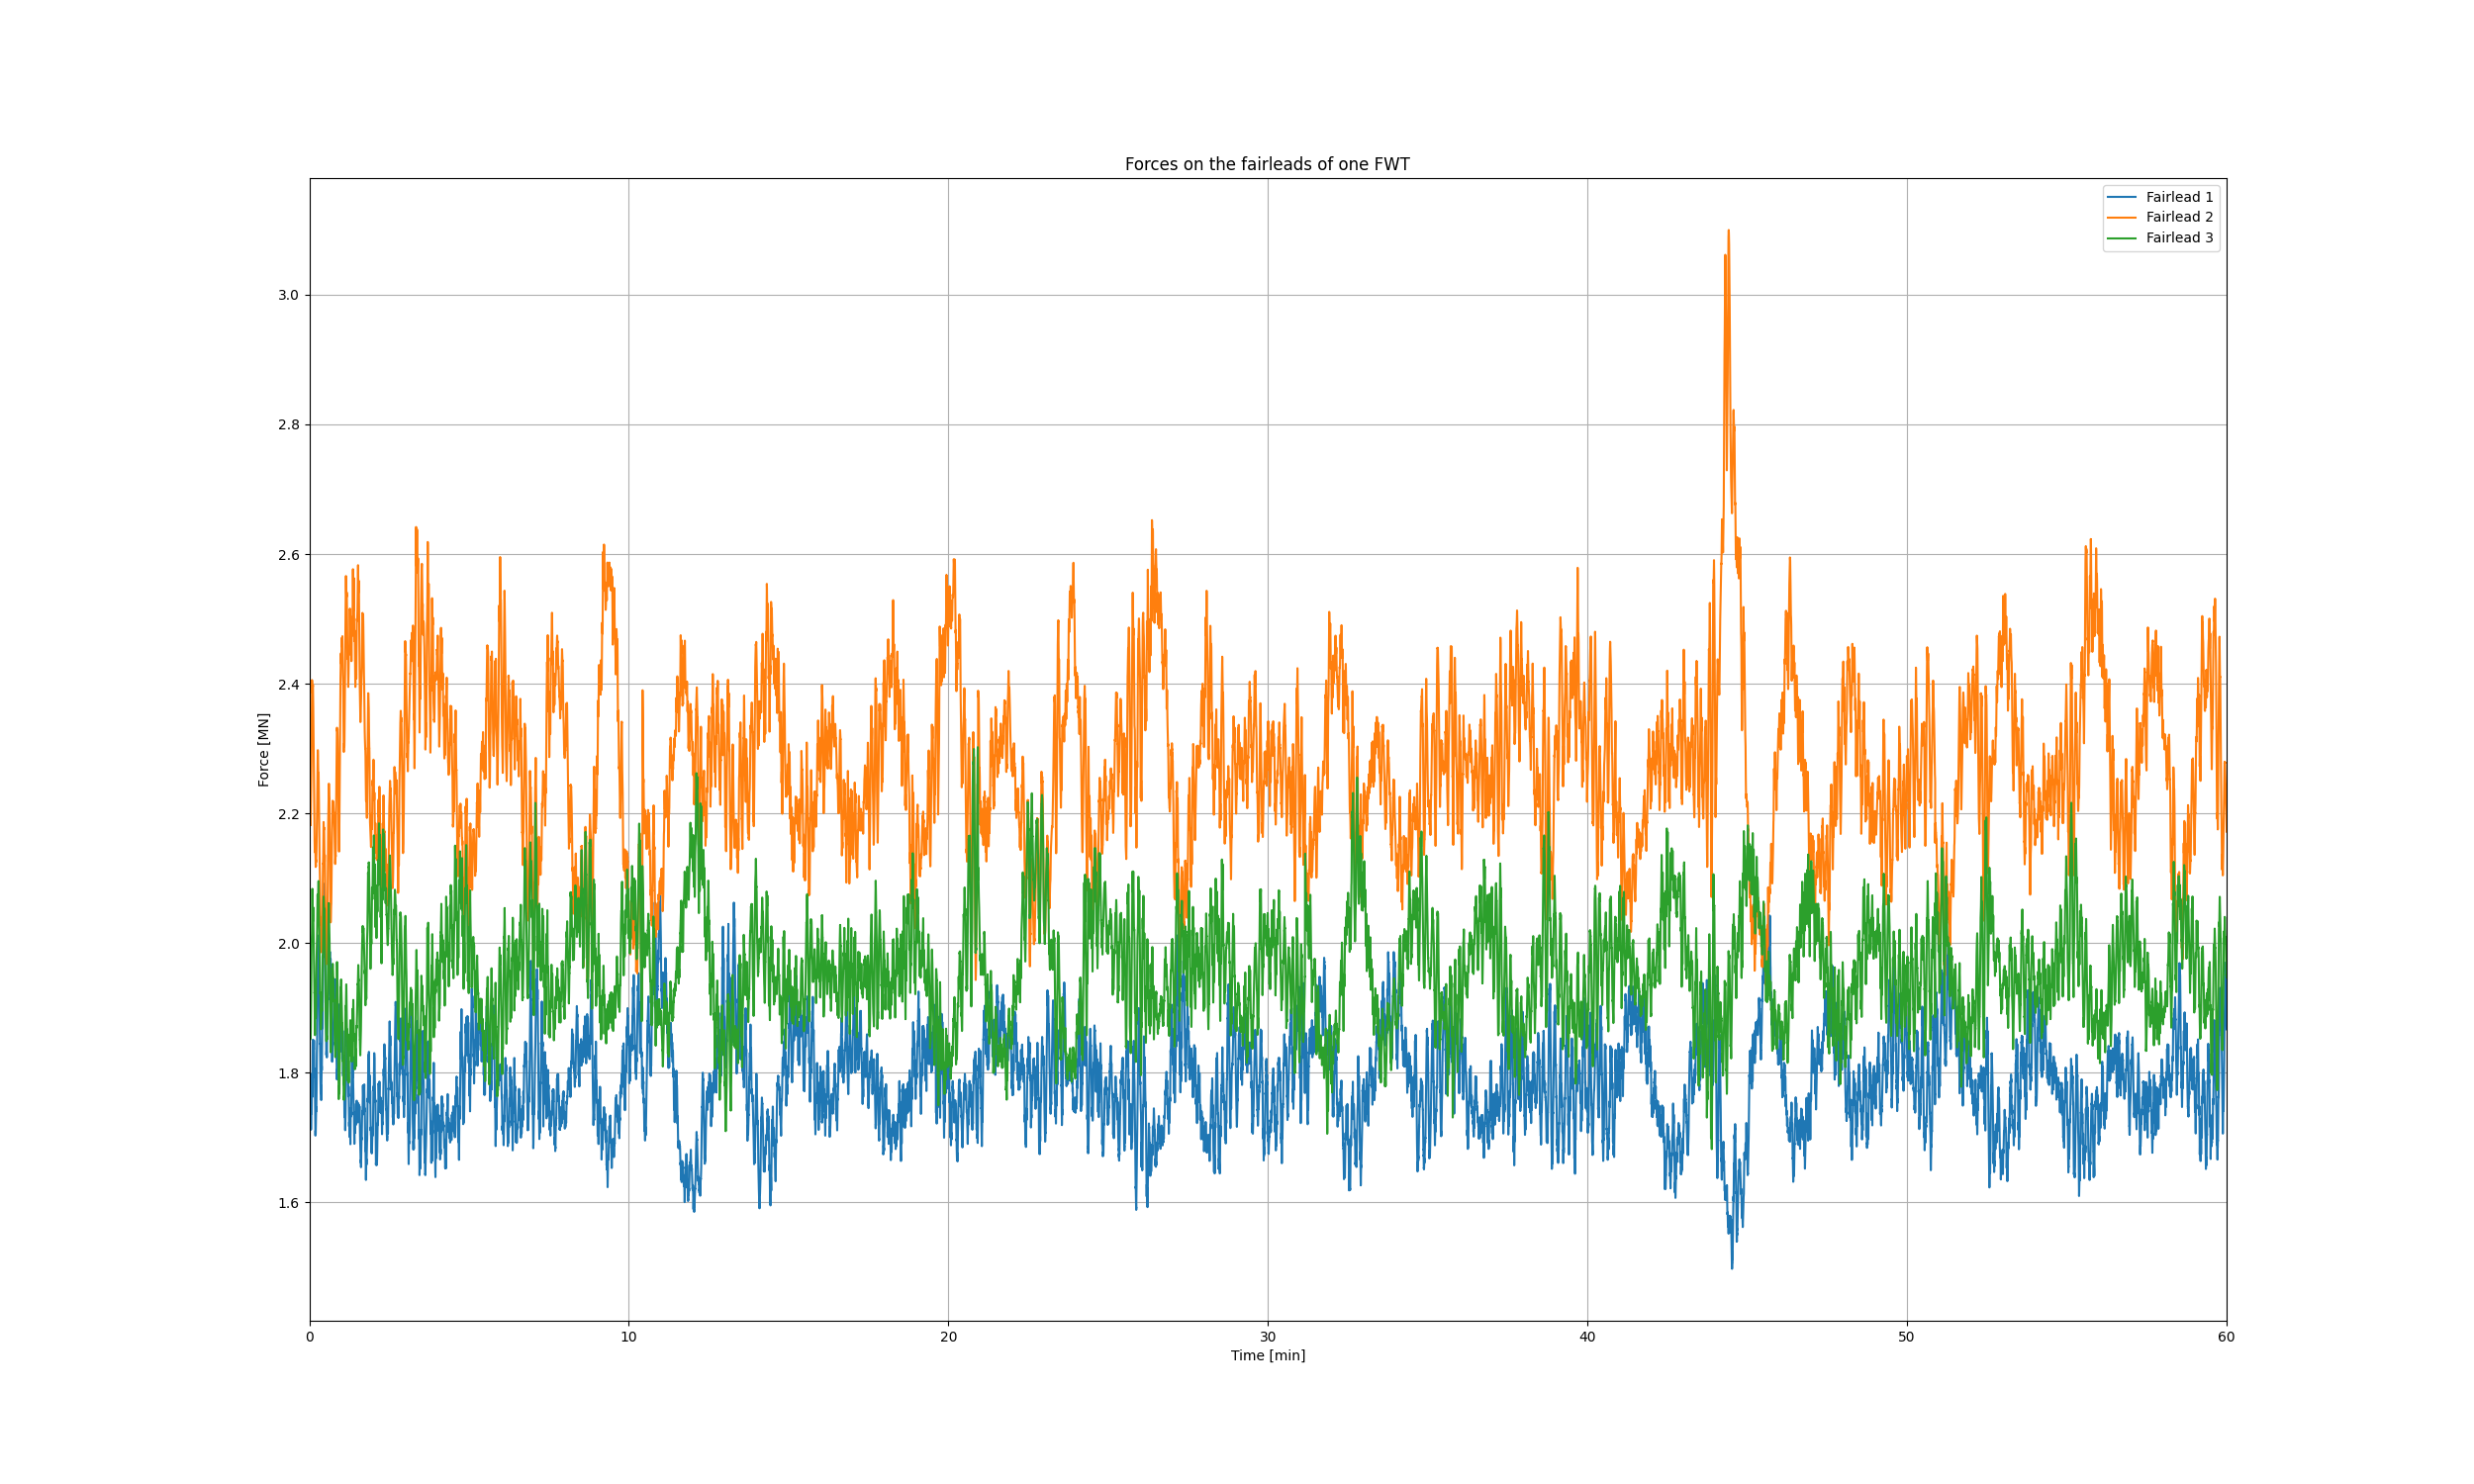 Forces on the fairleads of one FWT
Fairlead 1
Fairlead 2
Fairlead 3
3.0
2.8
2.6
2.4
2.2
2.0
1.8
1.6
Force [MN]
0 10 20 30 40 50 60
Time [min]